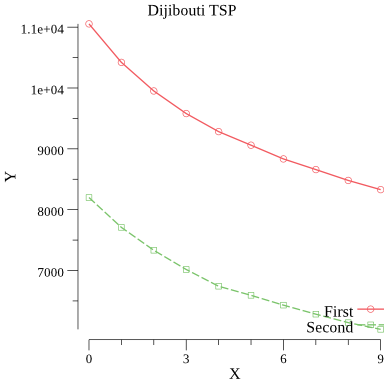 Dijibouti TSP
1.1e+04
1e+04
9000
8000
7000
Y
First
Second
0
3
6
9
X